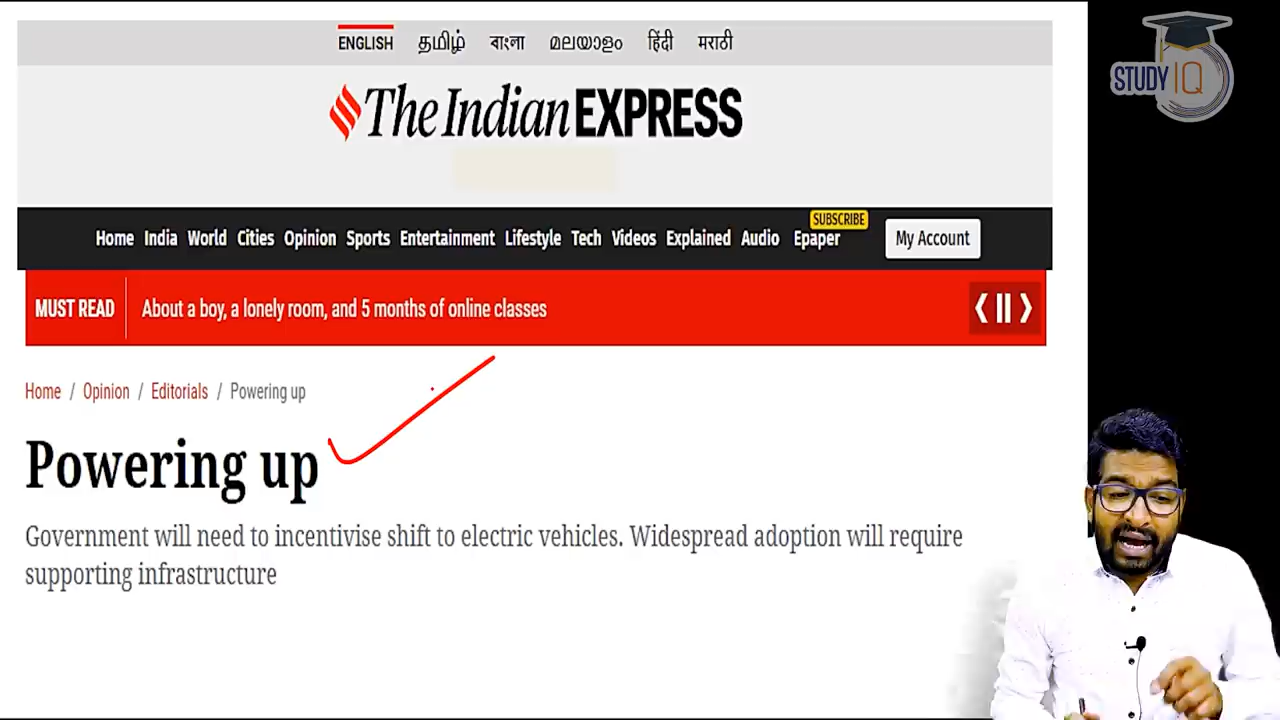 ENGLISH தமிழ் বাংলা മലയാളം हिंदी मराठी
STUDY IQ
The Indian EXPRESS
SUBSCRIBE
Home India World Cities Opinion Sports Entertainment Lifestyle Tech Videos Explained Audio Epaper My Account
MUST READ About a boy, a lonely room, and 5 months of online classes
Home / Opinion / Editorials / Powering up
Powering up
Government will need to incentivise shift to electric vehicles. Widespread adoption will require
supporting infrastructure